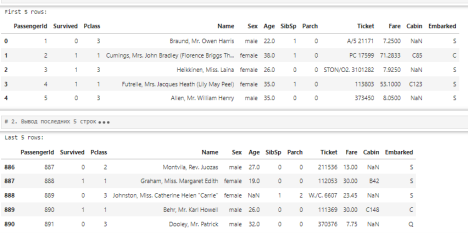 First 5 rows:
PassengerId Survived Pclass Name Sex Age SibSp Parch Ticket Fare Cabin Embarked
0 1 0 3 Braund, Mr. Owen Harris male 22.0 1 0 A/5 21171 7.2500 NaN S
1 2 1 1 Cumings, Mrs. John Bradley (Florence Briggs Th... female 38.0 1 0 PC 17599 71.2833 C85 C
2 3 1 3 Heikkinen, Miss. Laina female 26.0 0 0 STON/O2. 3101282 7.9250 NaN S
3 4 1 1 Futrelle, Mrs. Jacques Heath (Lily May Peel) female 35.0 1 0 113803 53.1000 C123 S
4 5 0 3 Allen, Mr. William Henry male 35.0 0 0 373450 8.0500 NaN S
# 2. Вывод последних 5 строк •••
Last 5 rows:
PassengerId Survived Pclass Name Sex Age SibSp Parch Ticket Fare Cabin Embarked
886 887 0 2 Montvila, Rev. Juozas male 27.0 0 0 211536 13.00 NaN S
887 888 1 1 Graham, Miss. Margaret Edith female 19.0 0 0 112053 30.00 B42 S
888 889 0 3 Johnston, Miss. Catherine Helen "Carrie" female NaN 1 2 W./C. 6607 23.45 NaN S
889 890 1 1 Behr, Mr. Karl Howell male 26.0 0 0 111369 30.00 C148 C
890 891 0 3 Dooley, Mr. Patrick male 32.0 0 0 370376 7.75 NaN Q